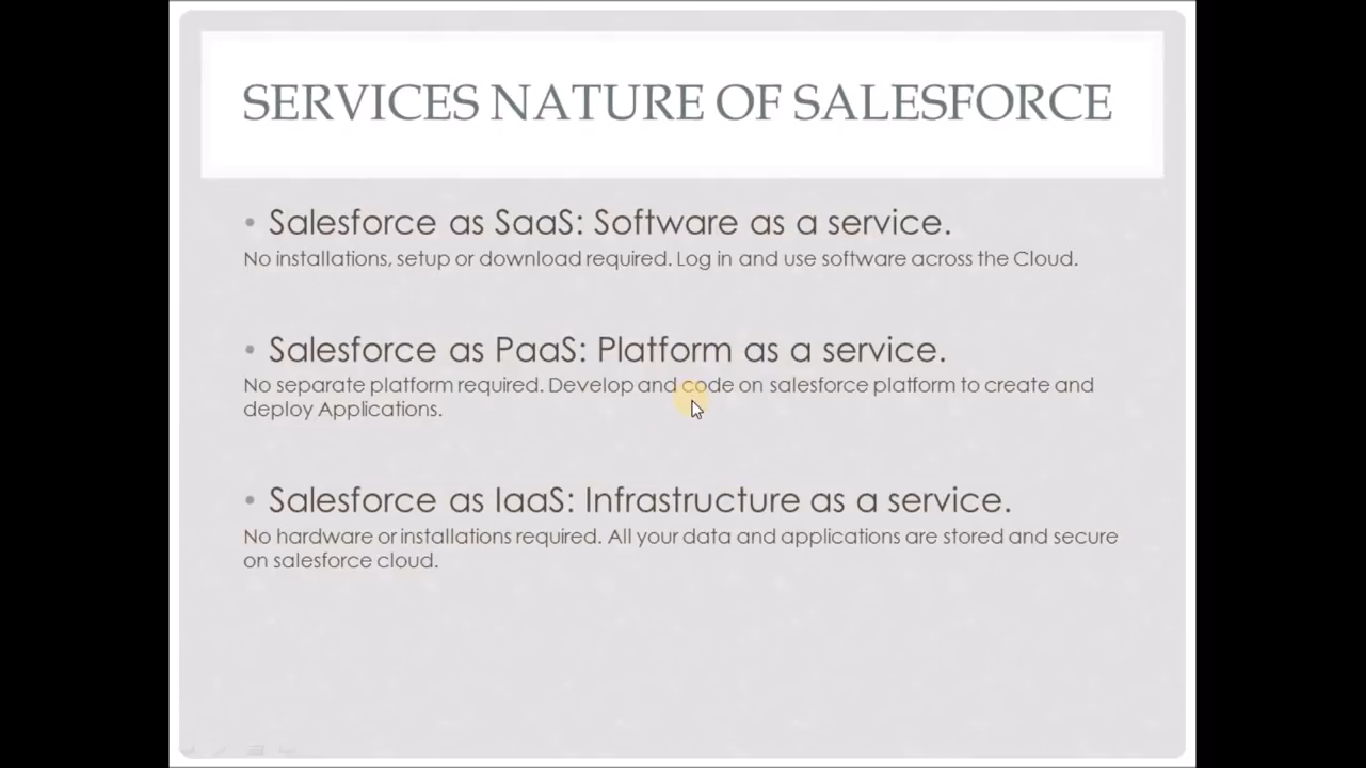 SERVICES NATURE OF SALESFORCE
• Salesforce as SaaS: Software as a service.
No installations, setup or download required. Log in and use software across the Cloud.
• Salesforce as PaaS: Platform as a service.
No separate platform required. Develop and code on salesforce platform to create and
deploy Applications.
• Salesforce as IaaS: Infrastructure as a service.
No hardware or installations required. All your data and applications are stored and secure
on salesforce cloud.